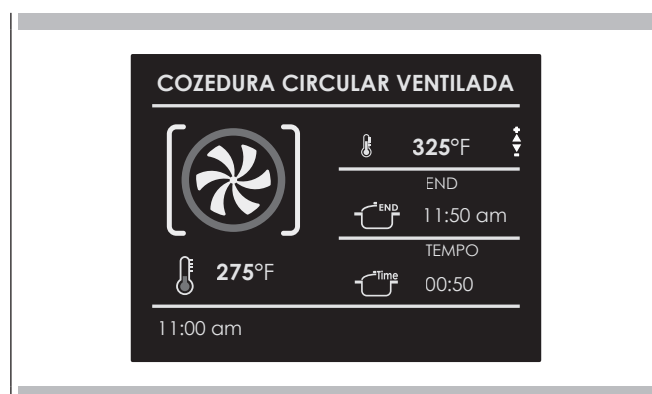 COZEDURA CIRCULAR VENTILADA
325°F
END
END
11:50 am
TEMPO
Time
00:50
275°F
11:00 am